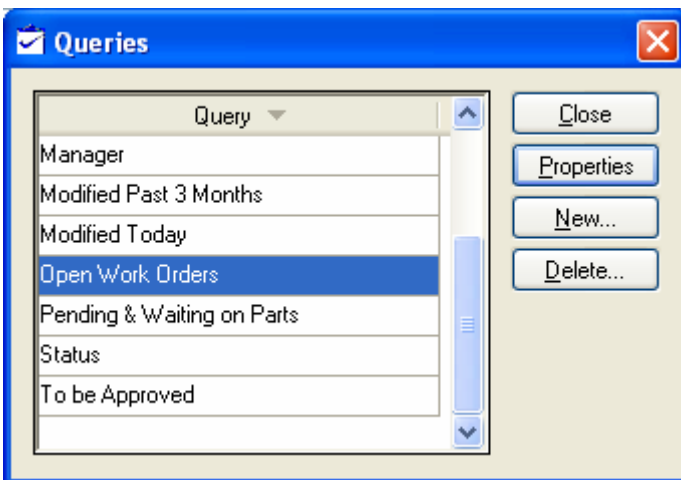 Queries
Query
Manager
Modified Past 3 Months
Modified Today
Open Work Orders
Pending & Waiting on Parts
Status
To be Approved
Close
Properties
New...
Delete...